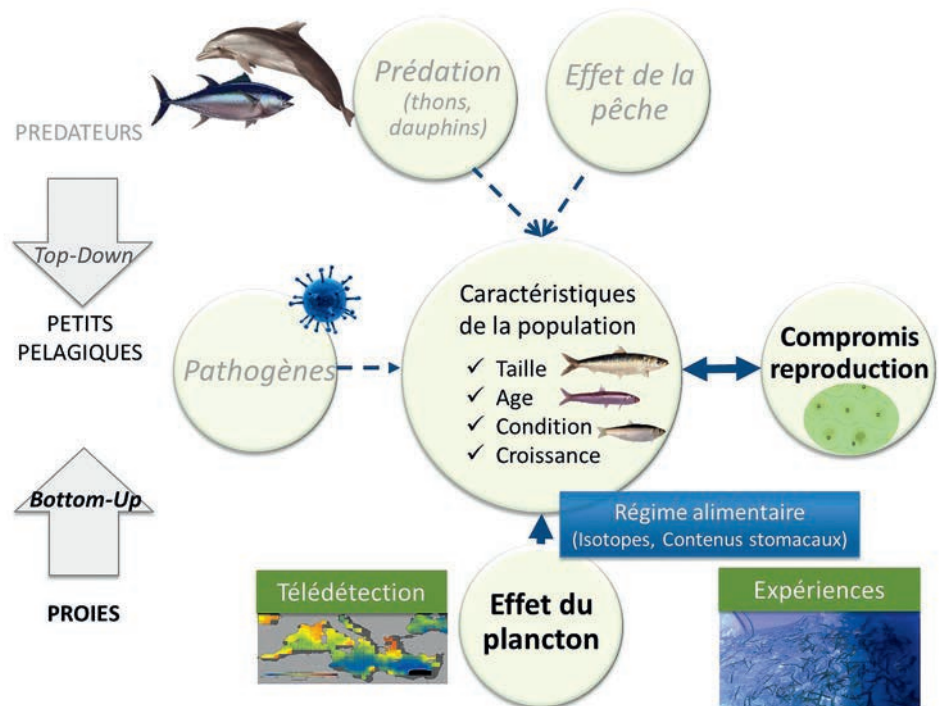 Prédation
(thons,
dauphins)
Effet de la
pêche
PREDATEURS
Top-Down
PETITS
PELAGIQUES
Pathogènes
Caractéristiques
de la population
✓ Taille
✓ Age
✓ Condition
✓ Croissance
Compromis
reproduction
Bottom-Up
PROIES
Régime alimentaire
(Isotopes, Contenus stomacaux)
Télédétection
Effet du
plancton
Expériences